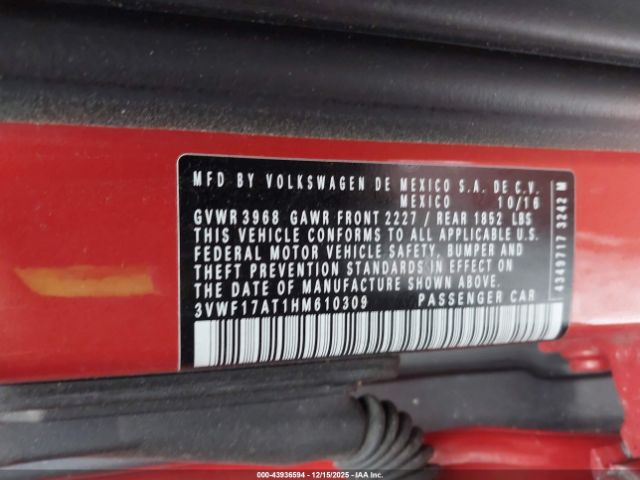 MFD BY VOLKSWAGEN DE MEXICO S.A. DE C.V.
MEXICO 10/16
GVWR 3968 GAWR FRONT 2227 / REAR 1852 LBS
THIS VEHICLE CONFORMS TO ALL APPLICABLE U.S.
FEDERAL MOTOR VEHICLE SAFETY, BUMPER AND
THEFT PREVENTION STANDARDS IN EFFECT ON
THE DATE OF MANUFACTURE SHOWN ABOVE.
3VWF17AT1HM610309 PASSENGER CAR
4349717 3242 M
000-43936594 - 12/15/2025 - © IAA Inc.